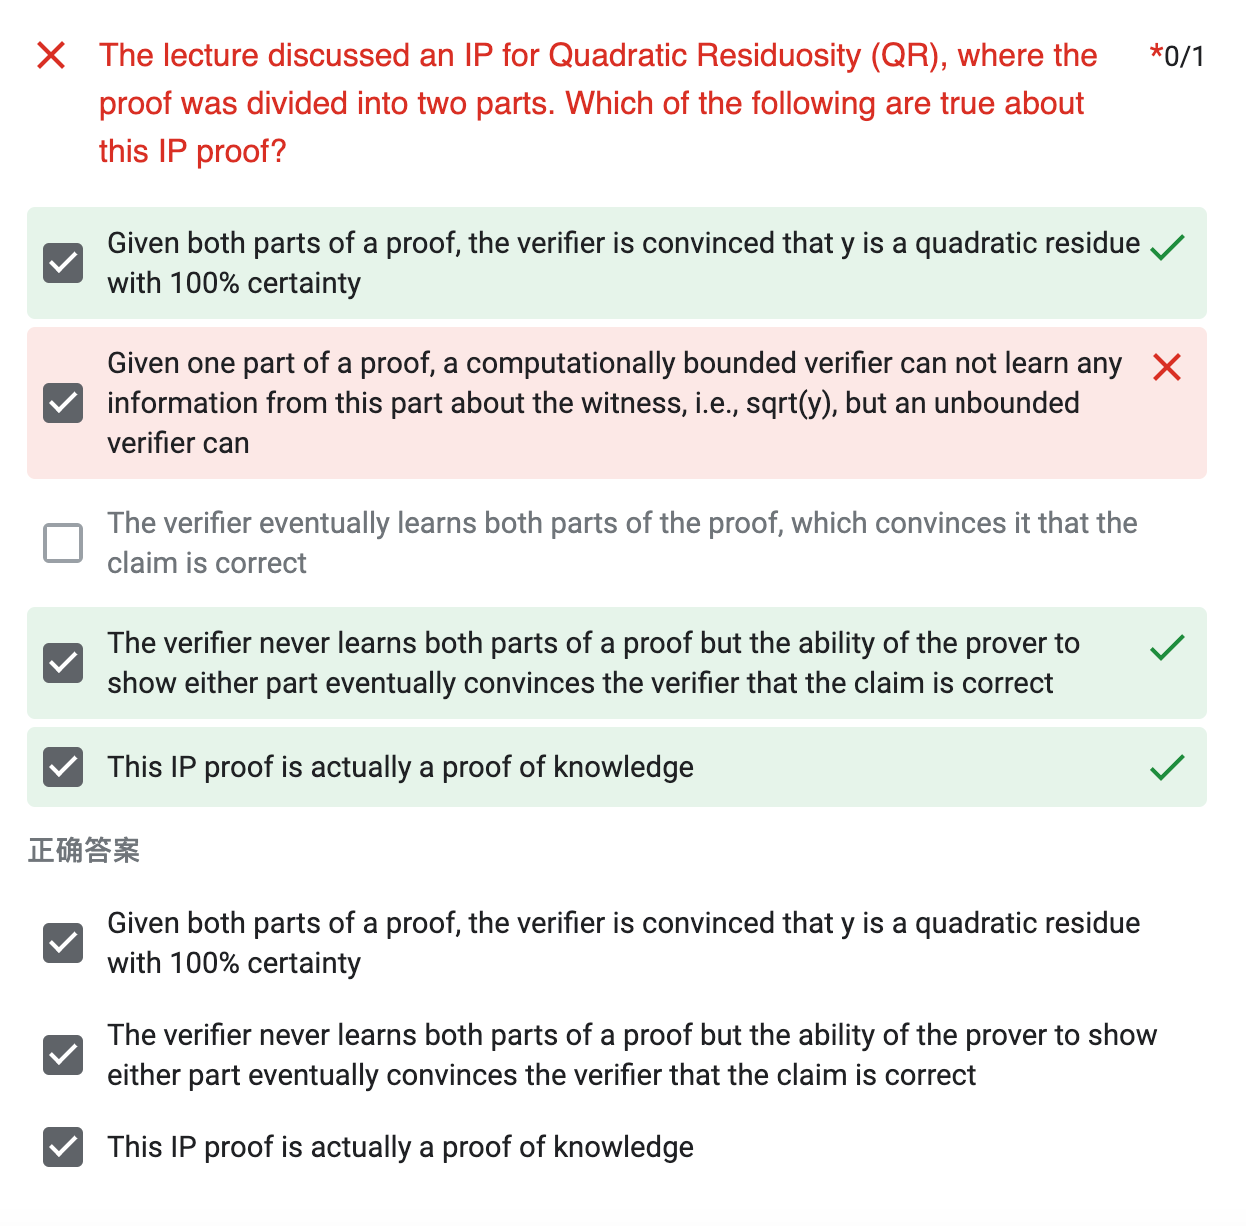 The lecture discussed an IP for Quadratic Residuosity (QR), where the *0/1
proof was divided into two parts. Which of the following are true about
this IP proof?
Given both parts of a proof, the verifier is convinced that y is a quadratic residue
with 100% certainty
Given one part of a proof, a computationally bounded verifier can not learn any
information from this part about the witness, i.e., sqrt(y), but an unbounded
verifier can
The verifier eventually learns both parts of the proof, which convinces it that the
claim is correct
The verifier never learns both parts of a proof but the ability of the prover to
show either part eventually convinces the verifier that the claim is correct
This IP proof is actually a proof of knowledge
正确答案
Given both parts of a proof, the verifier is convinced that y is a quadratic residue
with 100% certainty
The verifier never learns both parts of a proof but the ability of the prover to show
either part eventually convinces the verifier that the claim is correct
This IP proof is actually a proof of knowledge